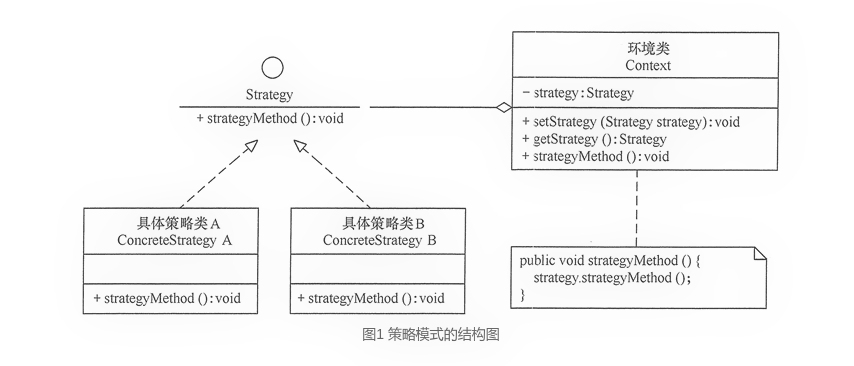 Strategy
+ strategyMethod ( ) : void
环境类
Context
- strategy : Strategy
+ setStrategy (Strategy strategy) : void
+ getStrategy ( ) : Strategy
+ strategyMethod ( ) : void
具体策略类A
ConcreteStrategy A
+ strategyMethod ( ) : void
具体策略类B
ConcreteStrategy B
+ strategyMethod ( ) : void
public void strategyMethod ( ) {
strategy.strategyMethod ( );
}
图1 策略模式的结构图